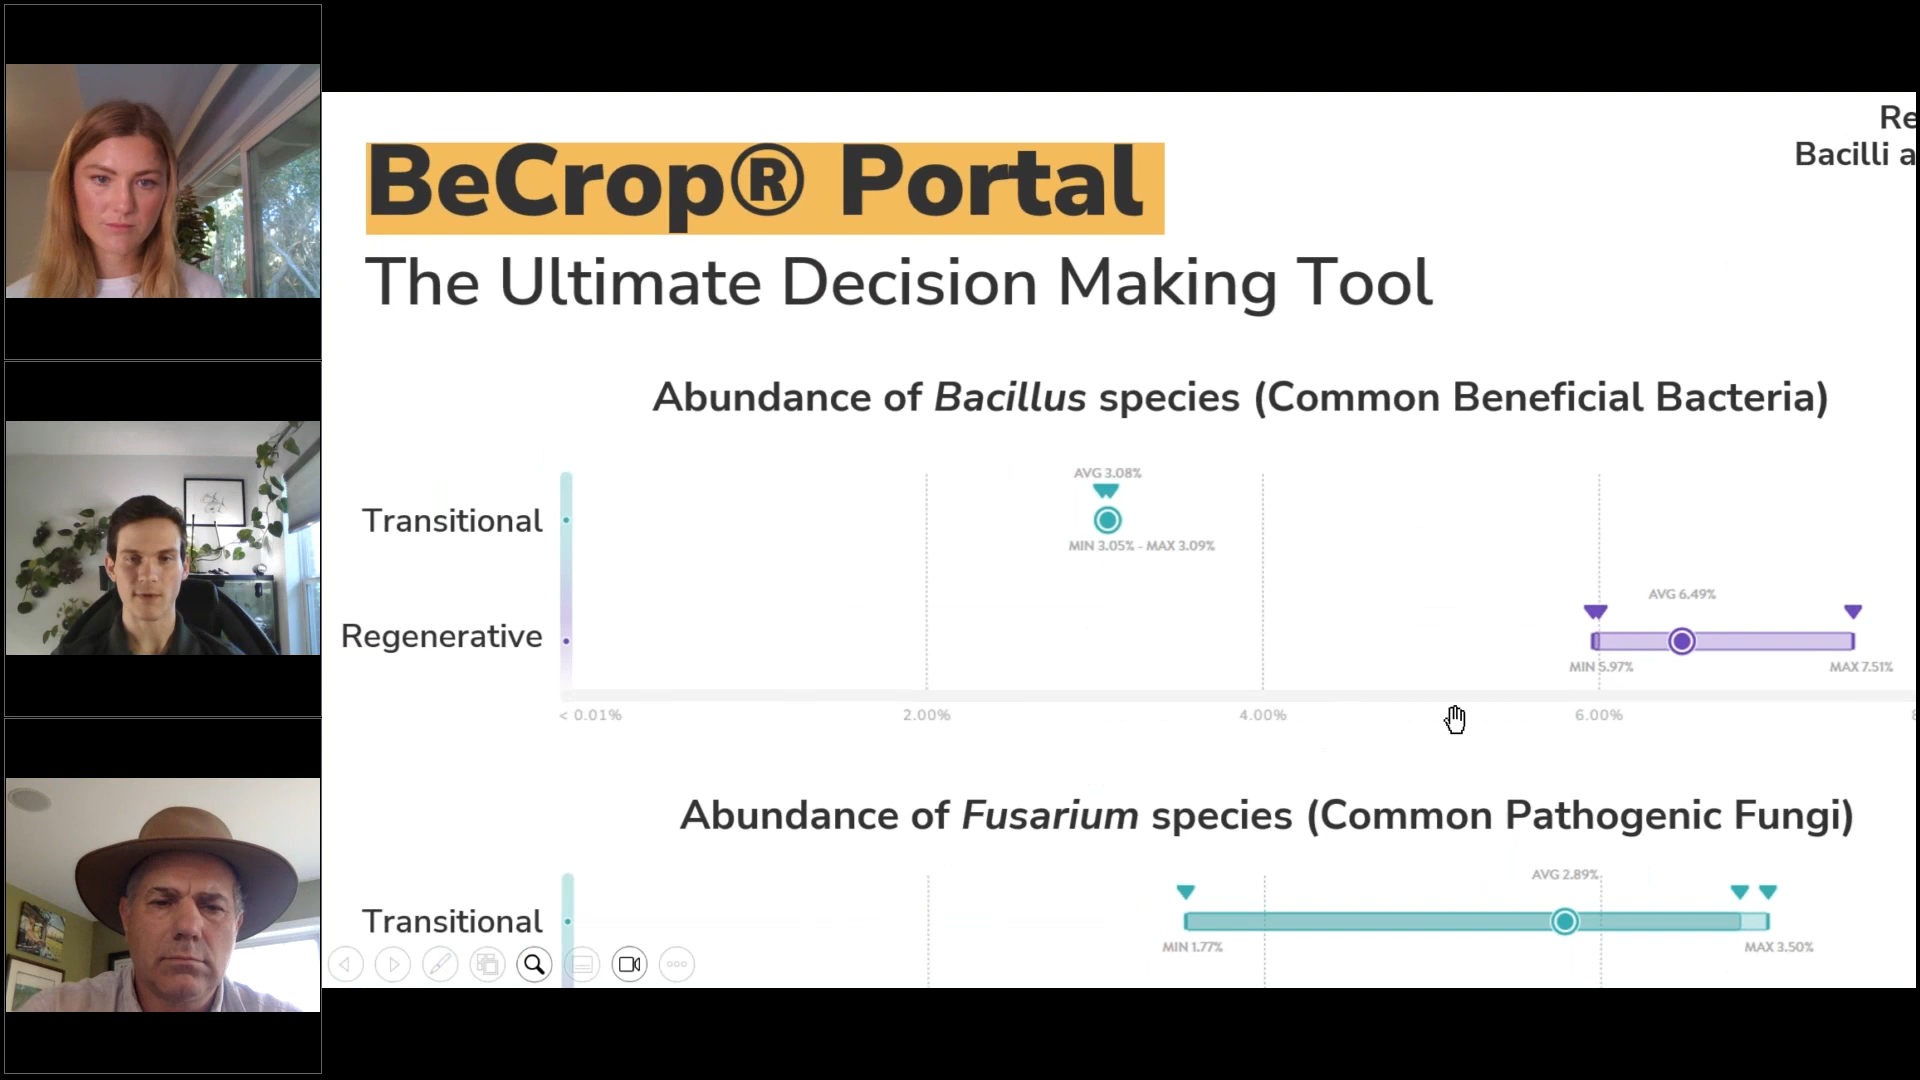 Re
Bacilli a
BeCrop® Portal
The Ultimate Decision Making Tool
Abundance of Bacillus species (Common Beneficial Bacteria)
AVG 3.08%
Transitional
MIN 3.05% - MAX 3.09%
AVG 6.49%
Regenerative
MIN 5.97%
MAX 7.51%
< 0.01%
2.00%
4.00%
6.00%
Abundance of Fusarium species (Common Pathogenic Fungi)
AVG 2.89%
Transitional
MIN 1.77%
MAX 3.50%